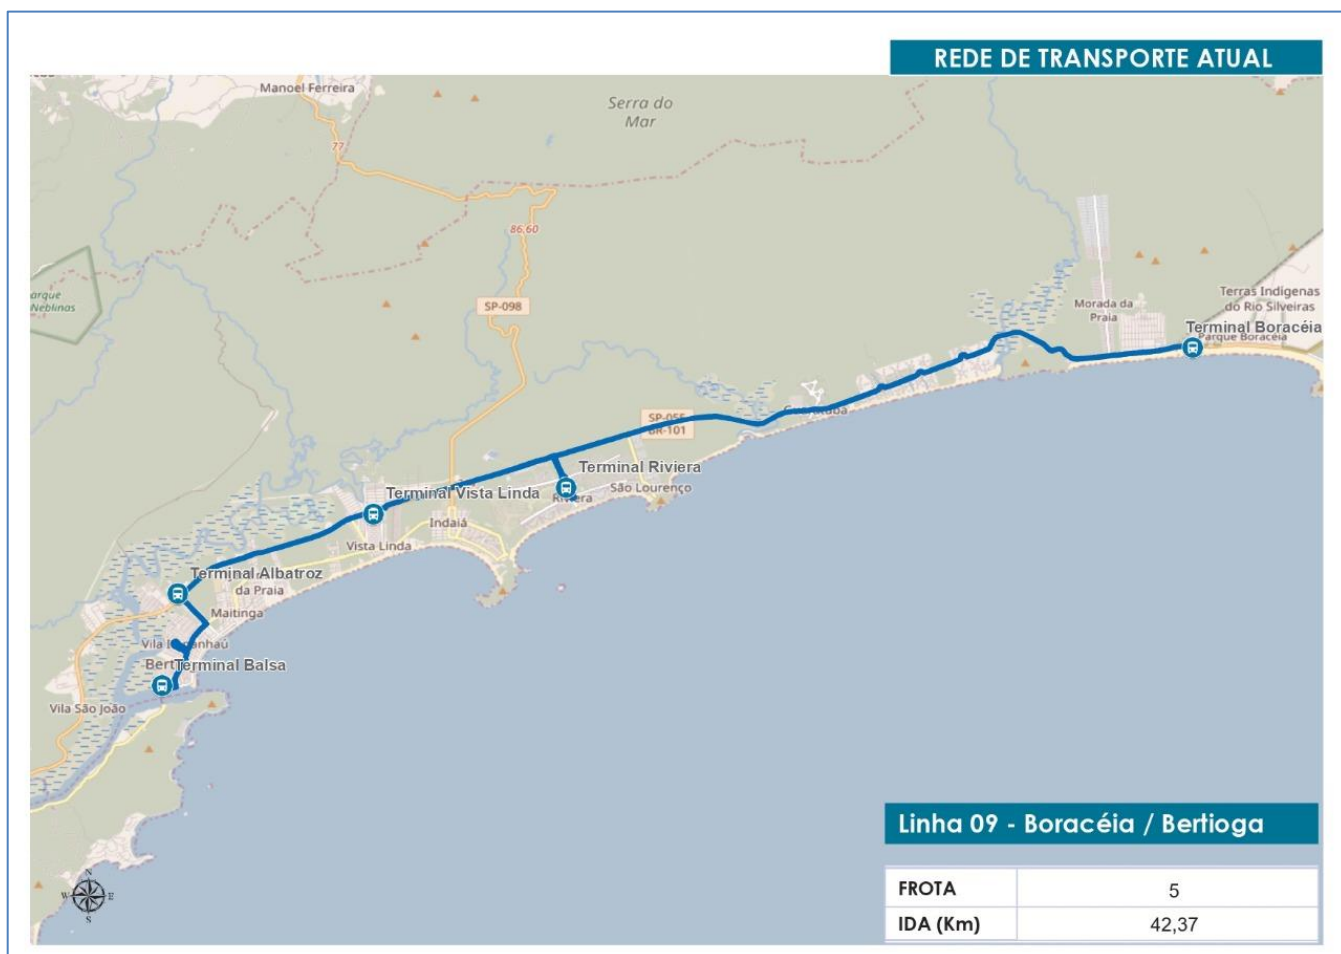 REDE DE TRANSPORTE ATUAL
Manoel Ferreira
Serra do
Mar
77
86,60
Parque
Neblinas
SP-098
Terras Indígenas
do Rio Silveiras
Morada da
Praia
Terminal Boracéia
Parque Boracéia
SP-055
BR-101
Guaratuba
Terminal Riviera
Riviera
São Lourenço
Terminal Vista Linda
Indaiá
Vista Linda
Terminal Albatroz
da Praia
Maitinga
Vila
Terminal Balsa
Vila São João
Linha 09 - Boracéia / Bertioga
FROTA 5
IDA (Km) 42,37
N
W E
S